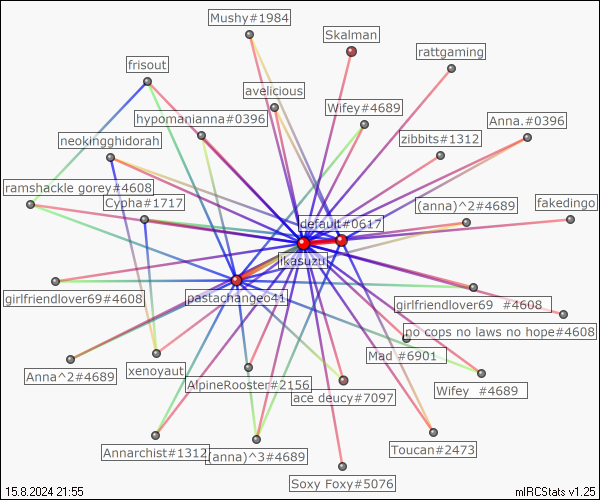 Mushy#1984
Skalman
rattgaming
frisout
avelicious
Wifey#4689
hypomanianna#0396
Anna.#0396
neokingghidorah
zibbits#1312
ramshackle gorey#4608
Cypha#1717
(anna)^2#4689
fakedingo
default#0617
ikasuzu
pastachangeo41
girlfriendlover69#4608
girlfriendlover69 #4608
no cops no laws no hope#4608
Mad #6901
Anna^2#4689
xenoyaut
AlpineRooster#2156
ace deucy#7097
Wifey #4689
Annarchist#1312
(anna)^3#4689
Toucan#2473
Soxy Foxy#5076
15.8.2024 21:55
mIRCStats v1.25